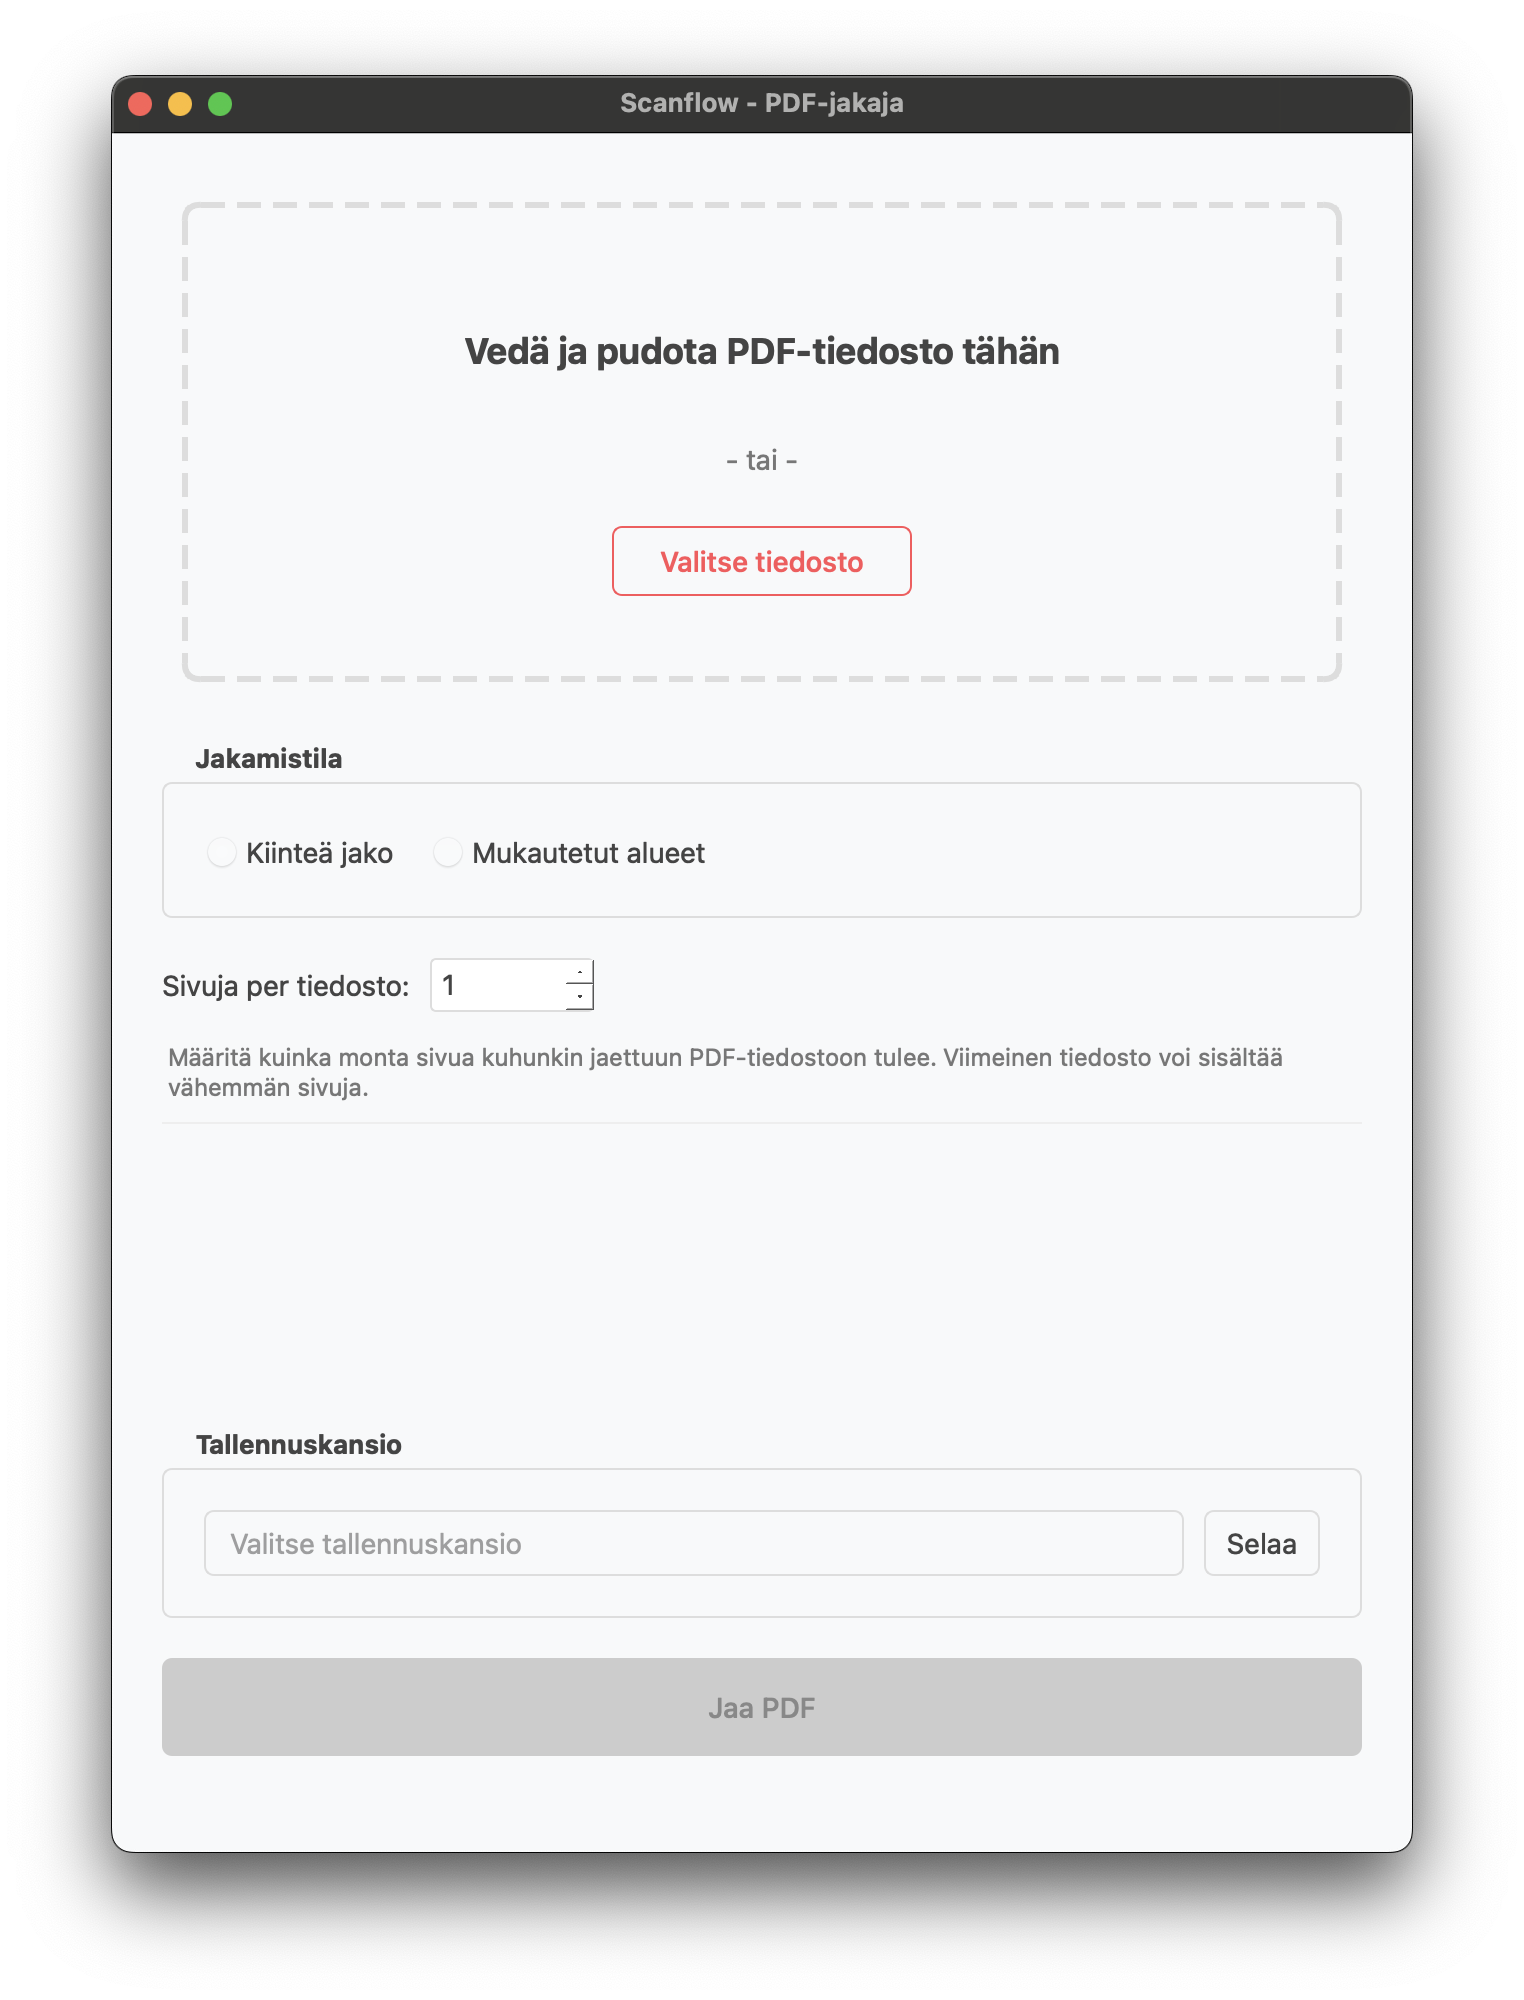 Scanflow - PDF-jakaja
Vedä ja pudota PDF-tiedosto tähän
- tai -
Valitse tiedosto
Jakamistila
Kiinteä jako
Mukautetut alueet
Sivuja per tiedosto: 1
Määritä kuinka monta sivua kuhunkin jaettuun PDF-tiedostoon tulee. Viimeinen tiedosto voi sisältää
vähemmän sivuja.
Tallennuskansio
Valitse tallennuskansio
Selaa
Jaa PDF